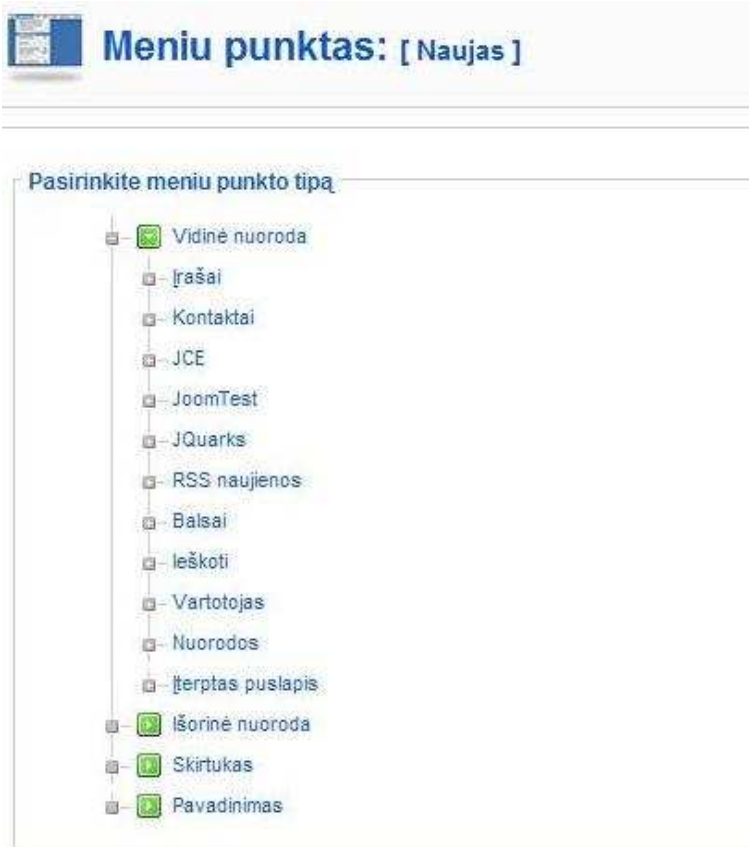 Meniu punktas: [ Naujas ]
Pasirinkite meniu punkto tipą
Vidinė nuoroda
Įrašai
Kontaktai
JCE
JoomTest
JQuarks
RSS naujienos
Balsai
Ieškoti
Vartotojas
Nuorodos
Įterptas puslapis
Išorinė nuoroda
Skirtukas
Pavadinimas